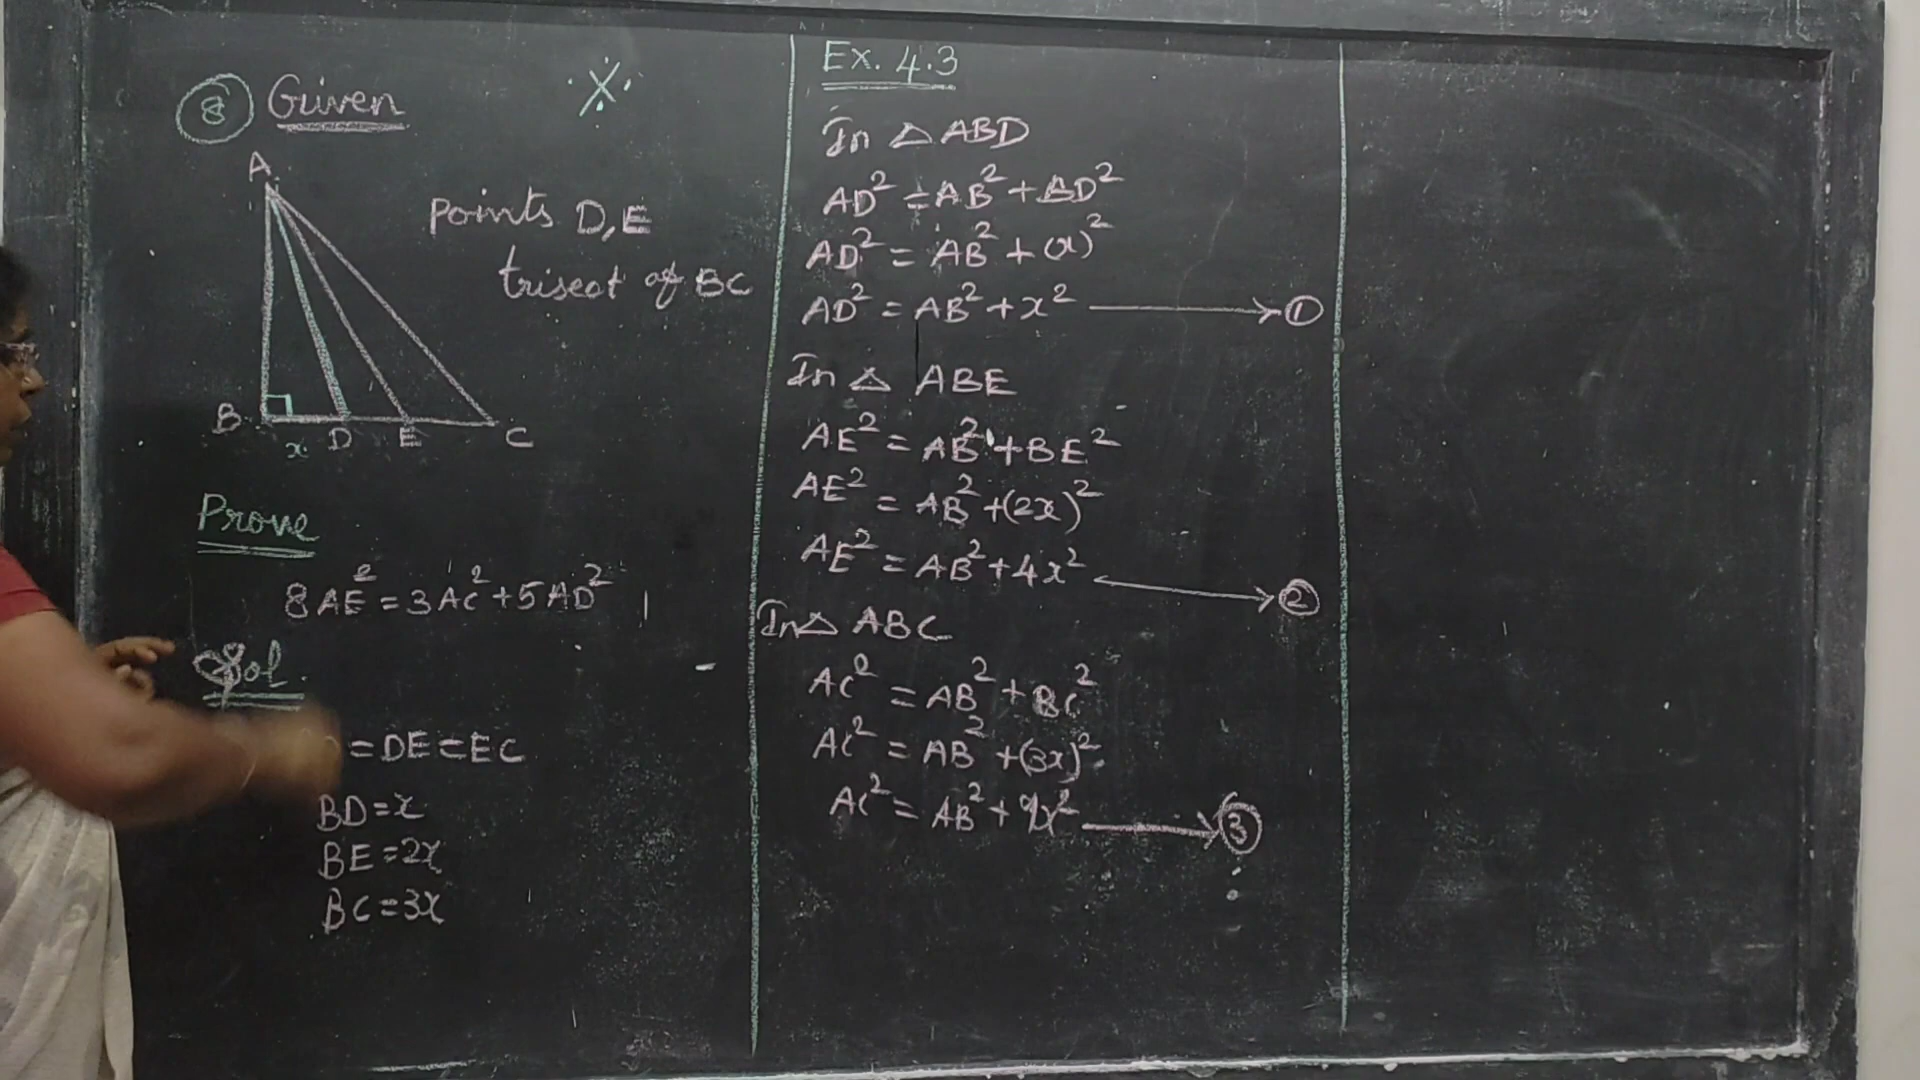 8 Given
X
A
B x D E C
points D, E
trisect of BC
Prove
8AE² = 3AC² + 5AD²
Sol.
= DE = EC
BD = x
BE = 2x
BC = 3x
Ex. 4.3
In △ ABD
AD² = AB² + BD²
AD² = AB² + (x)²
AD² = AB² + x² → 1
In △ ABE
AE² = AB² + BE²
AE² = AB² + (2x)²
AE² = AB² + 4x² → 2
In △ ABC
AC² = AB² + BC²
AC² = AB² + (3x)²
AC² = AB² + 9x² → 3